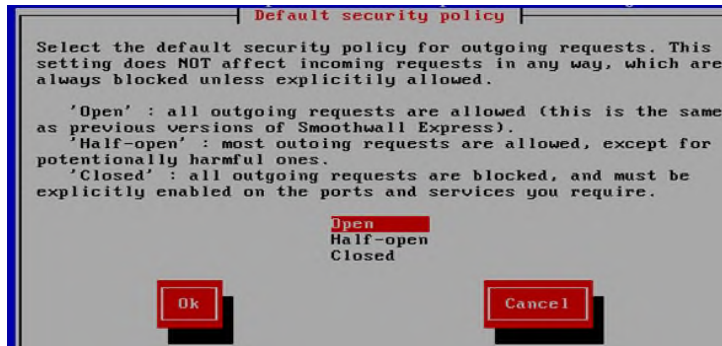 Default security policy
Select the default security policy for outgoing requests. This
setting does NOT affect incoming requests in any way, which are
always blocked unless explicitily allowed.
'Open' : all outgoing requests are allowed (this is the same
as previous versions of Smoothwall Express).
'Half-open' : most outoing requests are allowed, except for
potentionally harmful ones.
'Closed' : all outgoing requests are blocked, and must be
explicitly enabled on the ports and services you require.
Open
Half-open
Closed
Ok Cancel